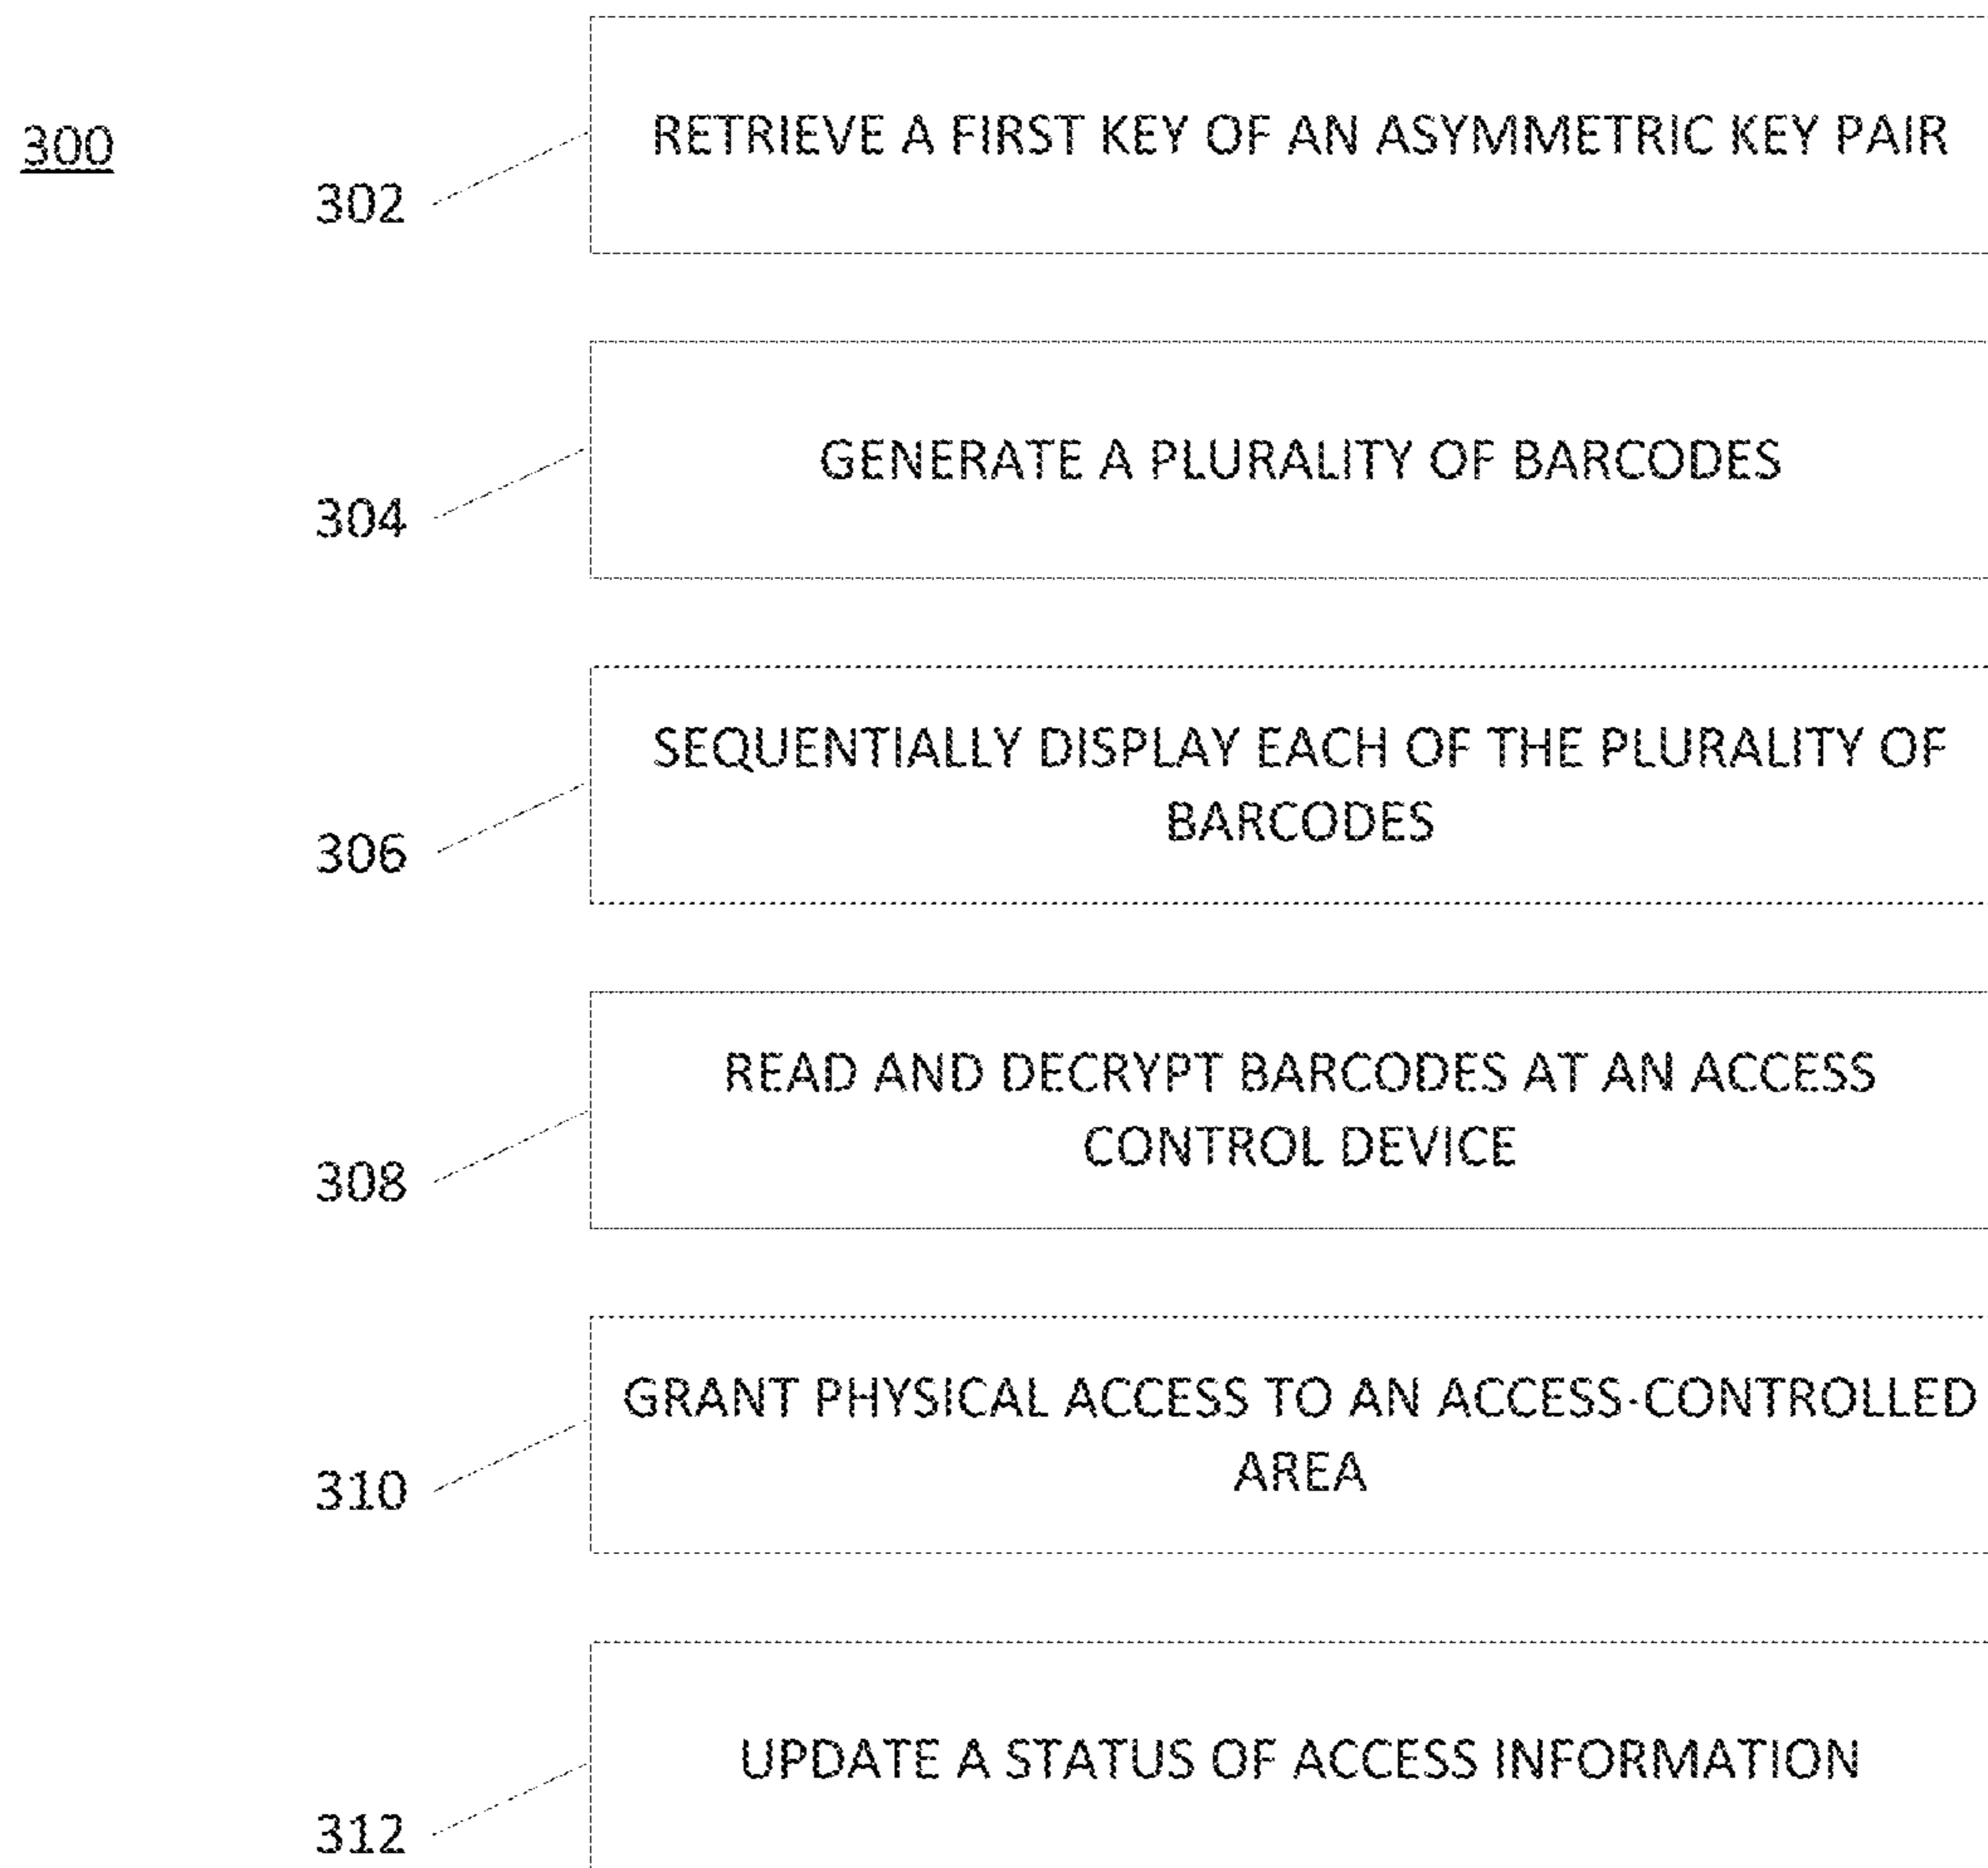 300
RETRIEVE A FIRST KEY OF AN ASYMMETRIC KEY PAIR
302
GENERATE A PLURALITY OF BARCODES
304
SEQUENTIALLY DISPLAY EACH OF THE PLURALITY OF
BARCODES
306
READ AND DECRYPT BARCODES AT AN ACCESS
CONTROL DEVICE
308
GRANT PHYSICAL ACCESS TO AN ACCESS-CONTROLLED
AREA
310
UPDATE A STATUS OF ACCESS INFORMATION
312